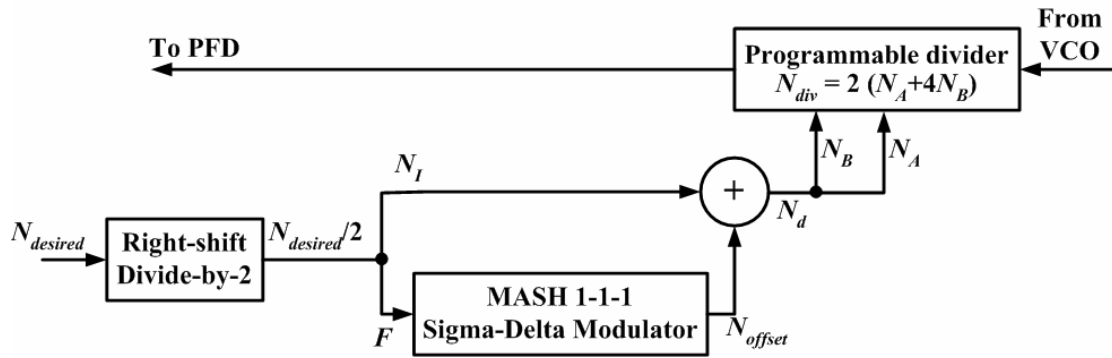 To PFD
From
VCO
Programmable divider
N_div = 2 (N_A+4N_B)
N_B
N_A
N_I
+
N_d
N_desired
Right-shift
Divide-by-2
N_desired/2
F
MASH 1-1-1
Sigma-Delta Modulator
N_offset